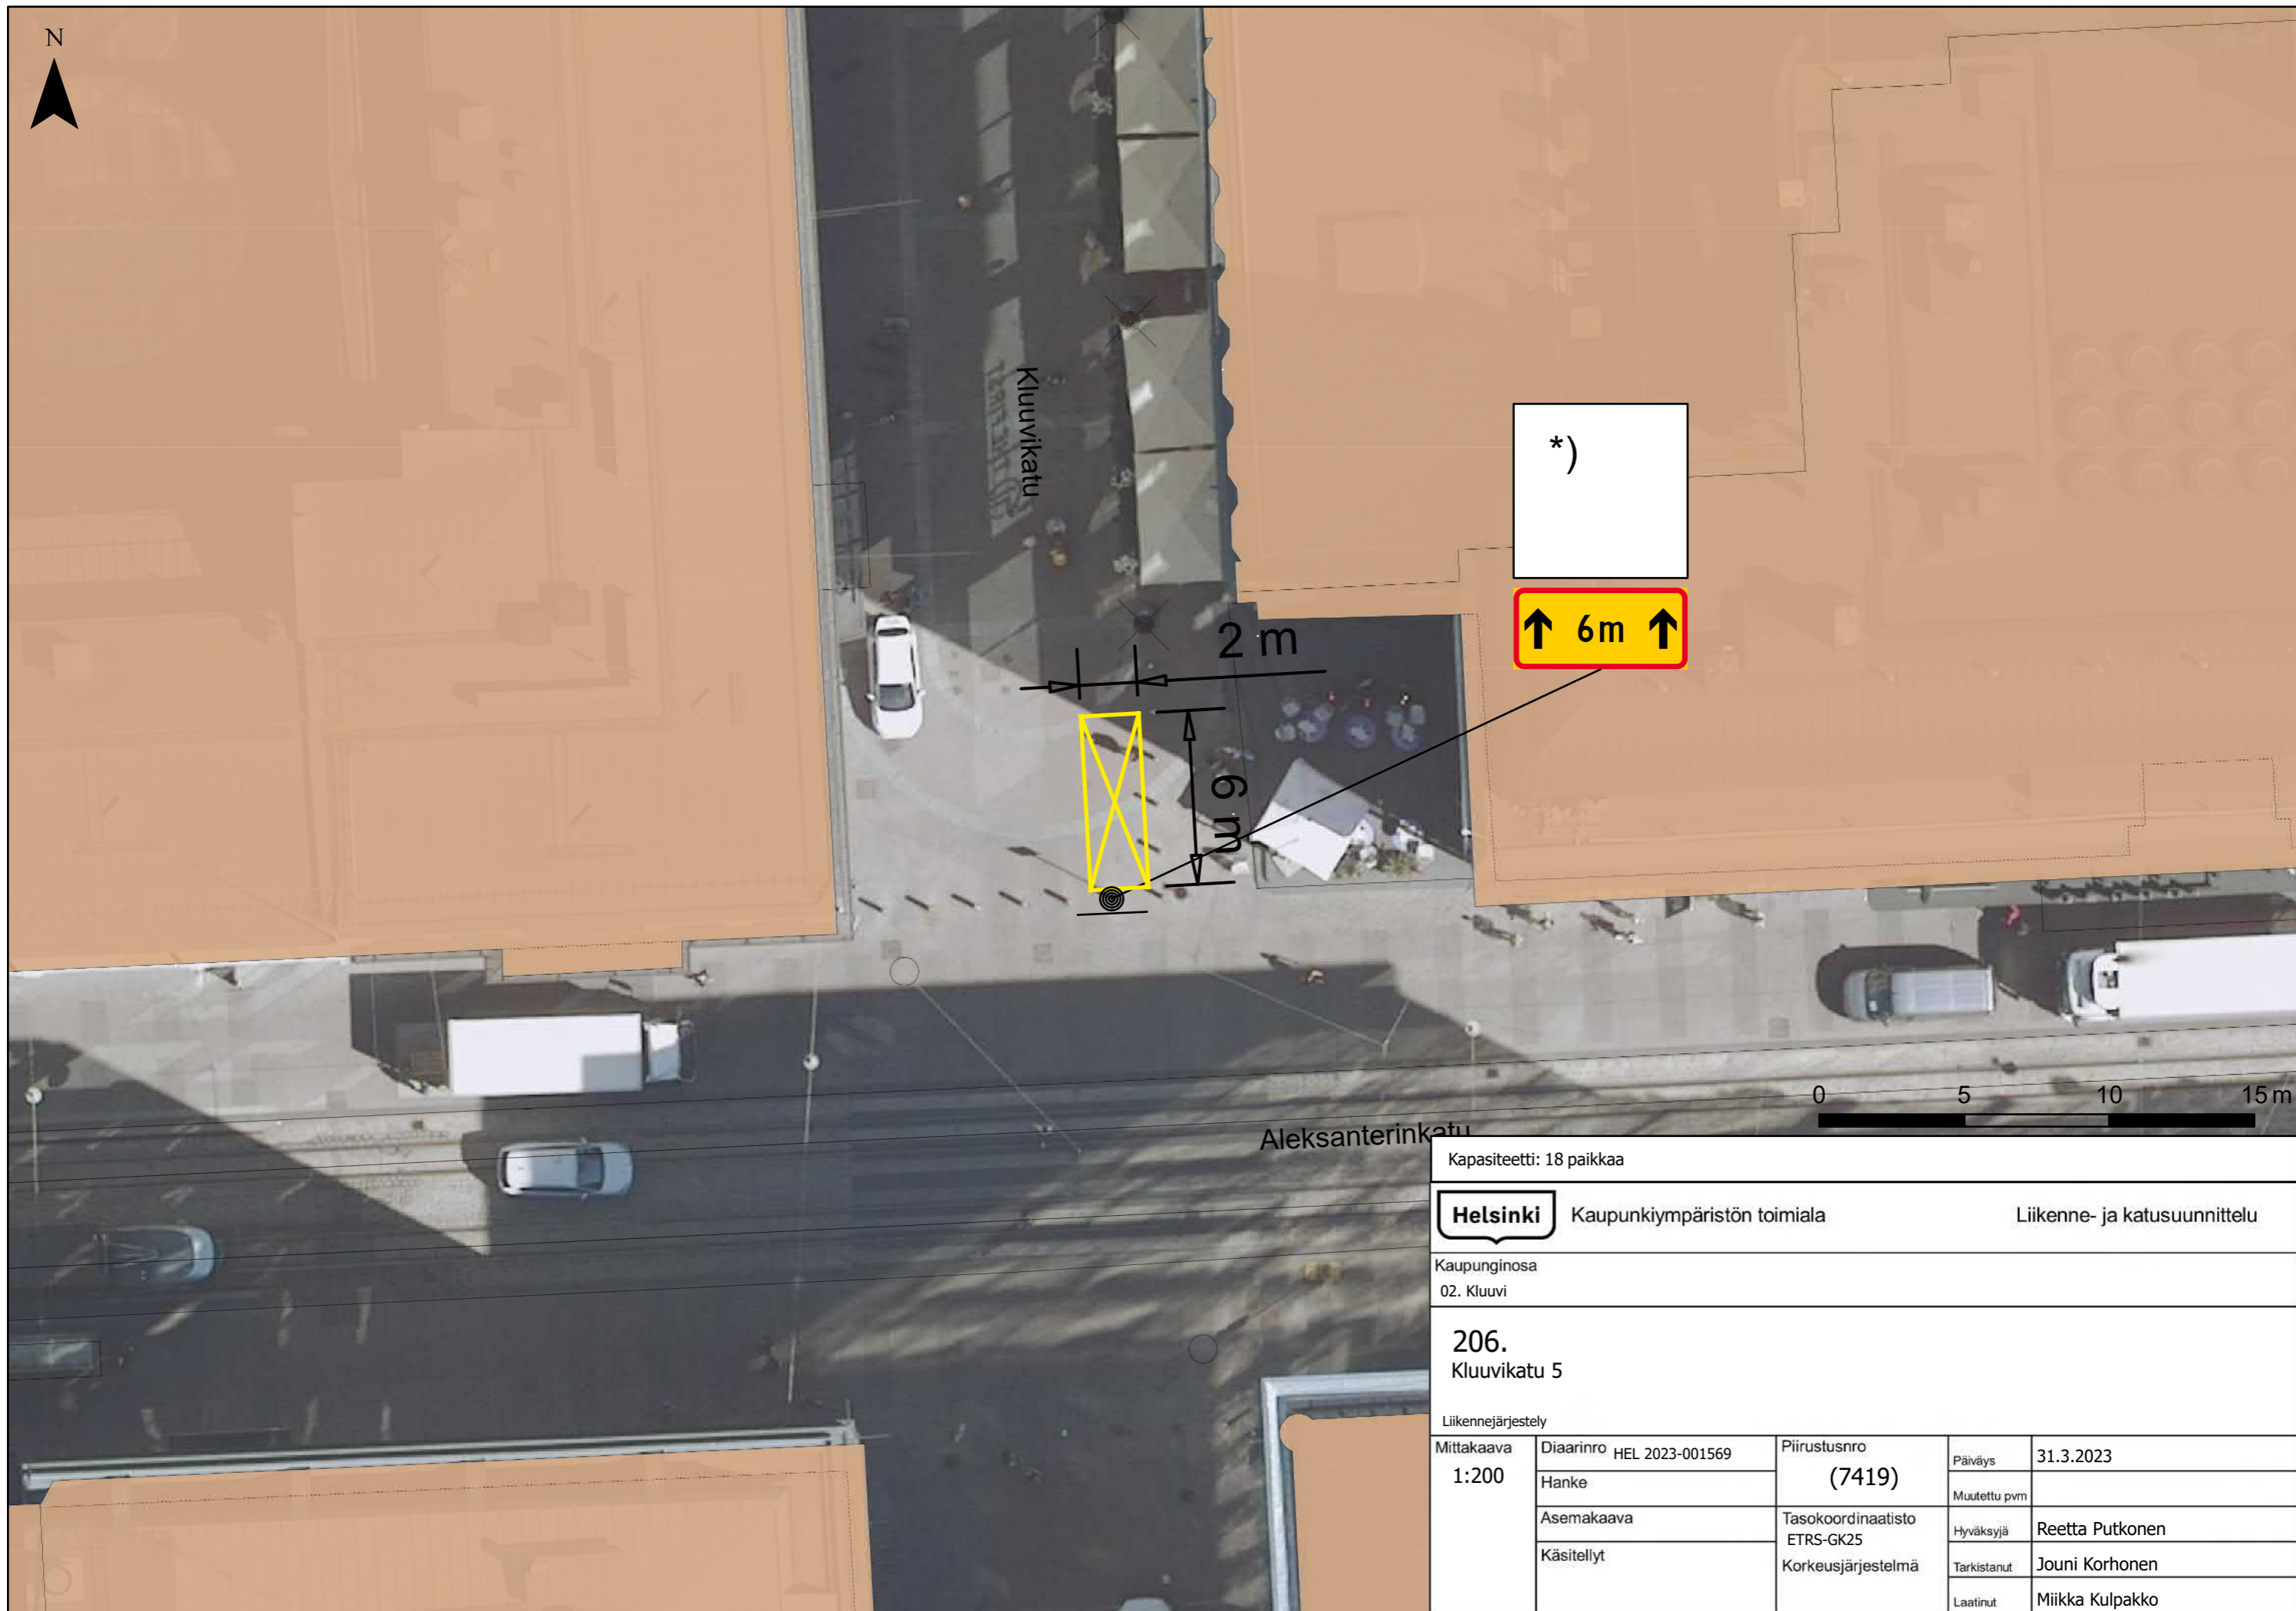 N
Kluuvikatu
*)
6m
2 m
6 m
0 5 10 15 m
Aleksanterinkatu
Kapasiteetti: 18 paikkaa
Helsinki Kaupunkiympäristön toimiala Liikenne- ja katusuunnittelu
Kaupunginosa
02. Kluuvi
206.
Kluuvikatu 5
Liikennejärjestely
Mittakaava
1:200
Diaarinro HEL 2023-001569
Hanke
Asemakaava
Käsitellyt
Piirustusnro
(7419)
Tasokoordinaatisto
ETRS-GK25
Korkeusjärjestelmä
Päiväys 31.3.2023
Muutettu pvm
Hyväksyjä Reetta Putkonen
Tarkistanut Jouni Korhonen
Laatinut Miikka Kulpakko